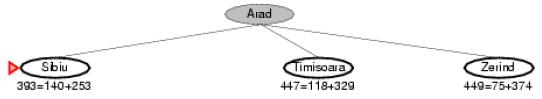 Arad
Sibiu Timisoara Zerind
393=140+253 447=118+329 449=75+374